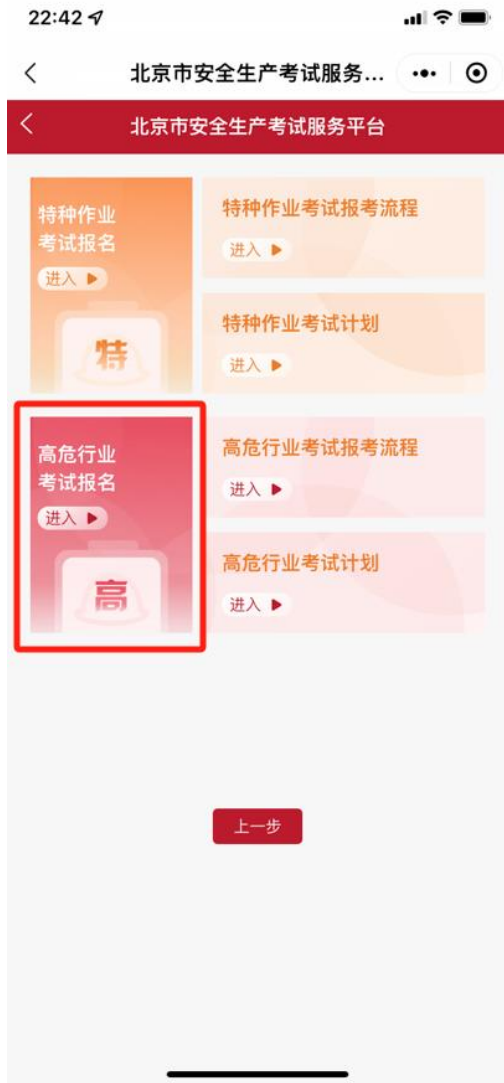 22:42
北京市安全生产考试服务...
北京市安全生产考试服务平台
特种作业
考试报名
进入
特
特种作业考试报考流程
进入
特种作业考试计划
进入
高危行业
考试报名
进入
高
高危行业考试报考流程
进入
高危行业考试计划
进入
上一步